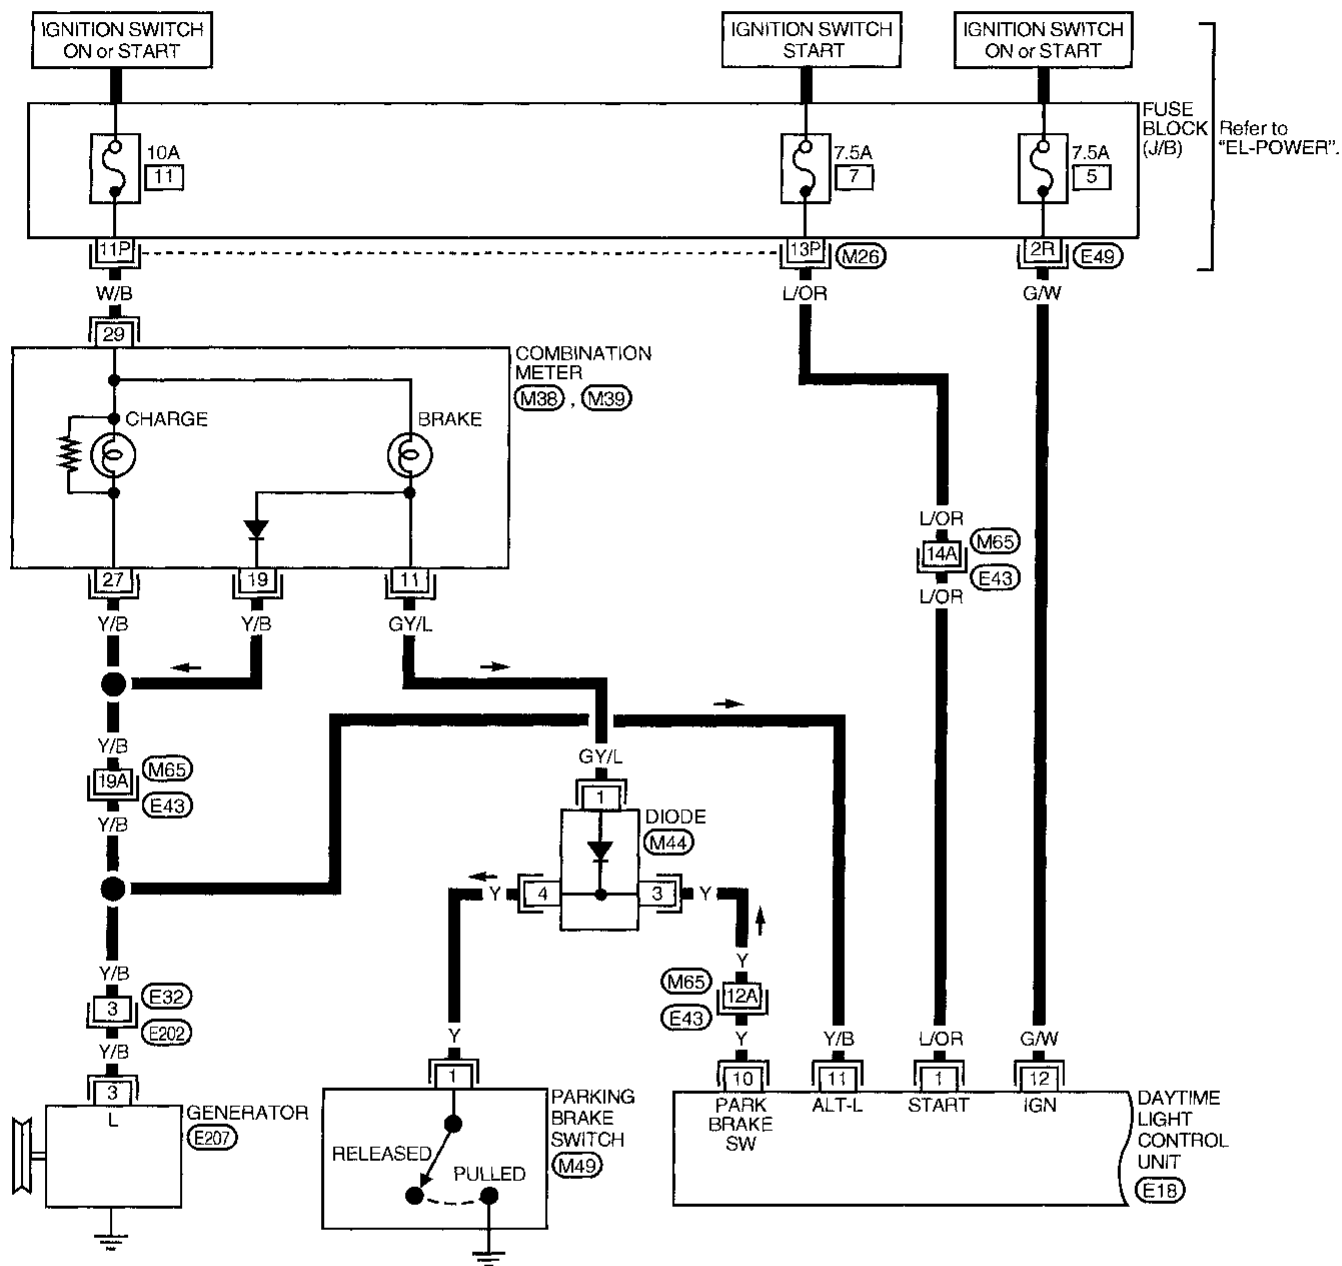 IGNITION SWITCH
ON or START
IGNITION SWITCH
START
IGNITION SWITCH
ON or START
FUSE
BLOCK
(J/B)
Refer to
"EL-POWER".
10A
11
7.5A
7
7.5A
5
11P
13P
M26
2R
E49
W/B
L/OR
G/W
29
COMBINATION
METER
M38 , M39
CHARGE
BRAKE
L/OR
14A
M65
E43
L/OR
27
19
11
Y/B
Y/B
GY/L
Y/B
19A
M65
E43
Y/B
GY/L
1
DIODE
M44
Y
4
3
Y
Y
M65
12A
E43
Y
Y/B
3
E32
E202
Y/B
Y
Y/B
L/OR
G/W
3
L
GENERATOR
E207
1
PARKING
BRAKE
SWITCH
M49
RELEASED
PULLED
10
11
1
12
PARK
BRAKE
SW
ALT-L
START
IGN
DAYTIME
LIGHT
CONTROL
UNIT
E18